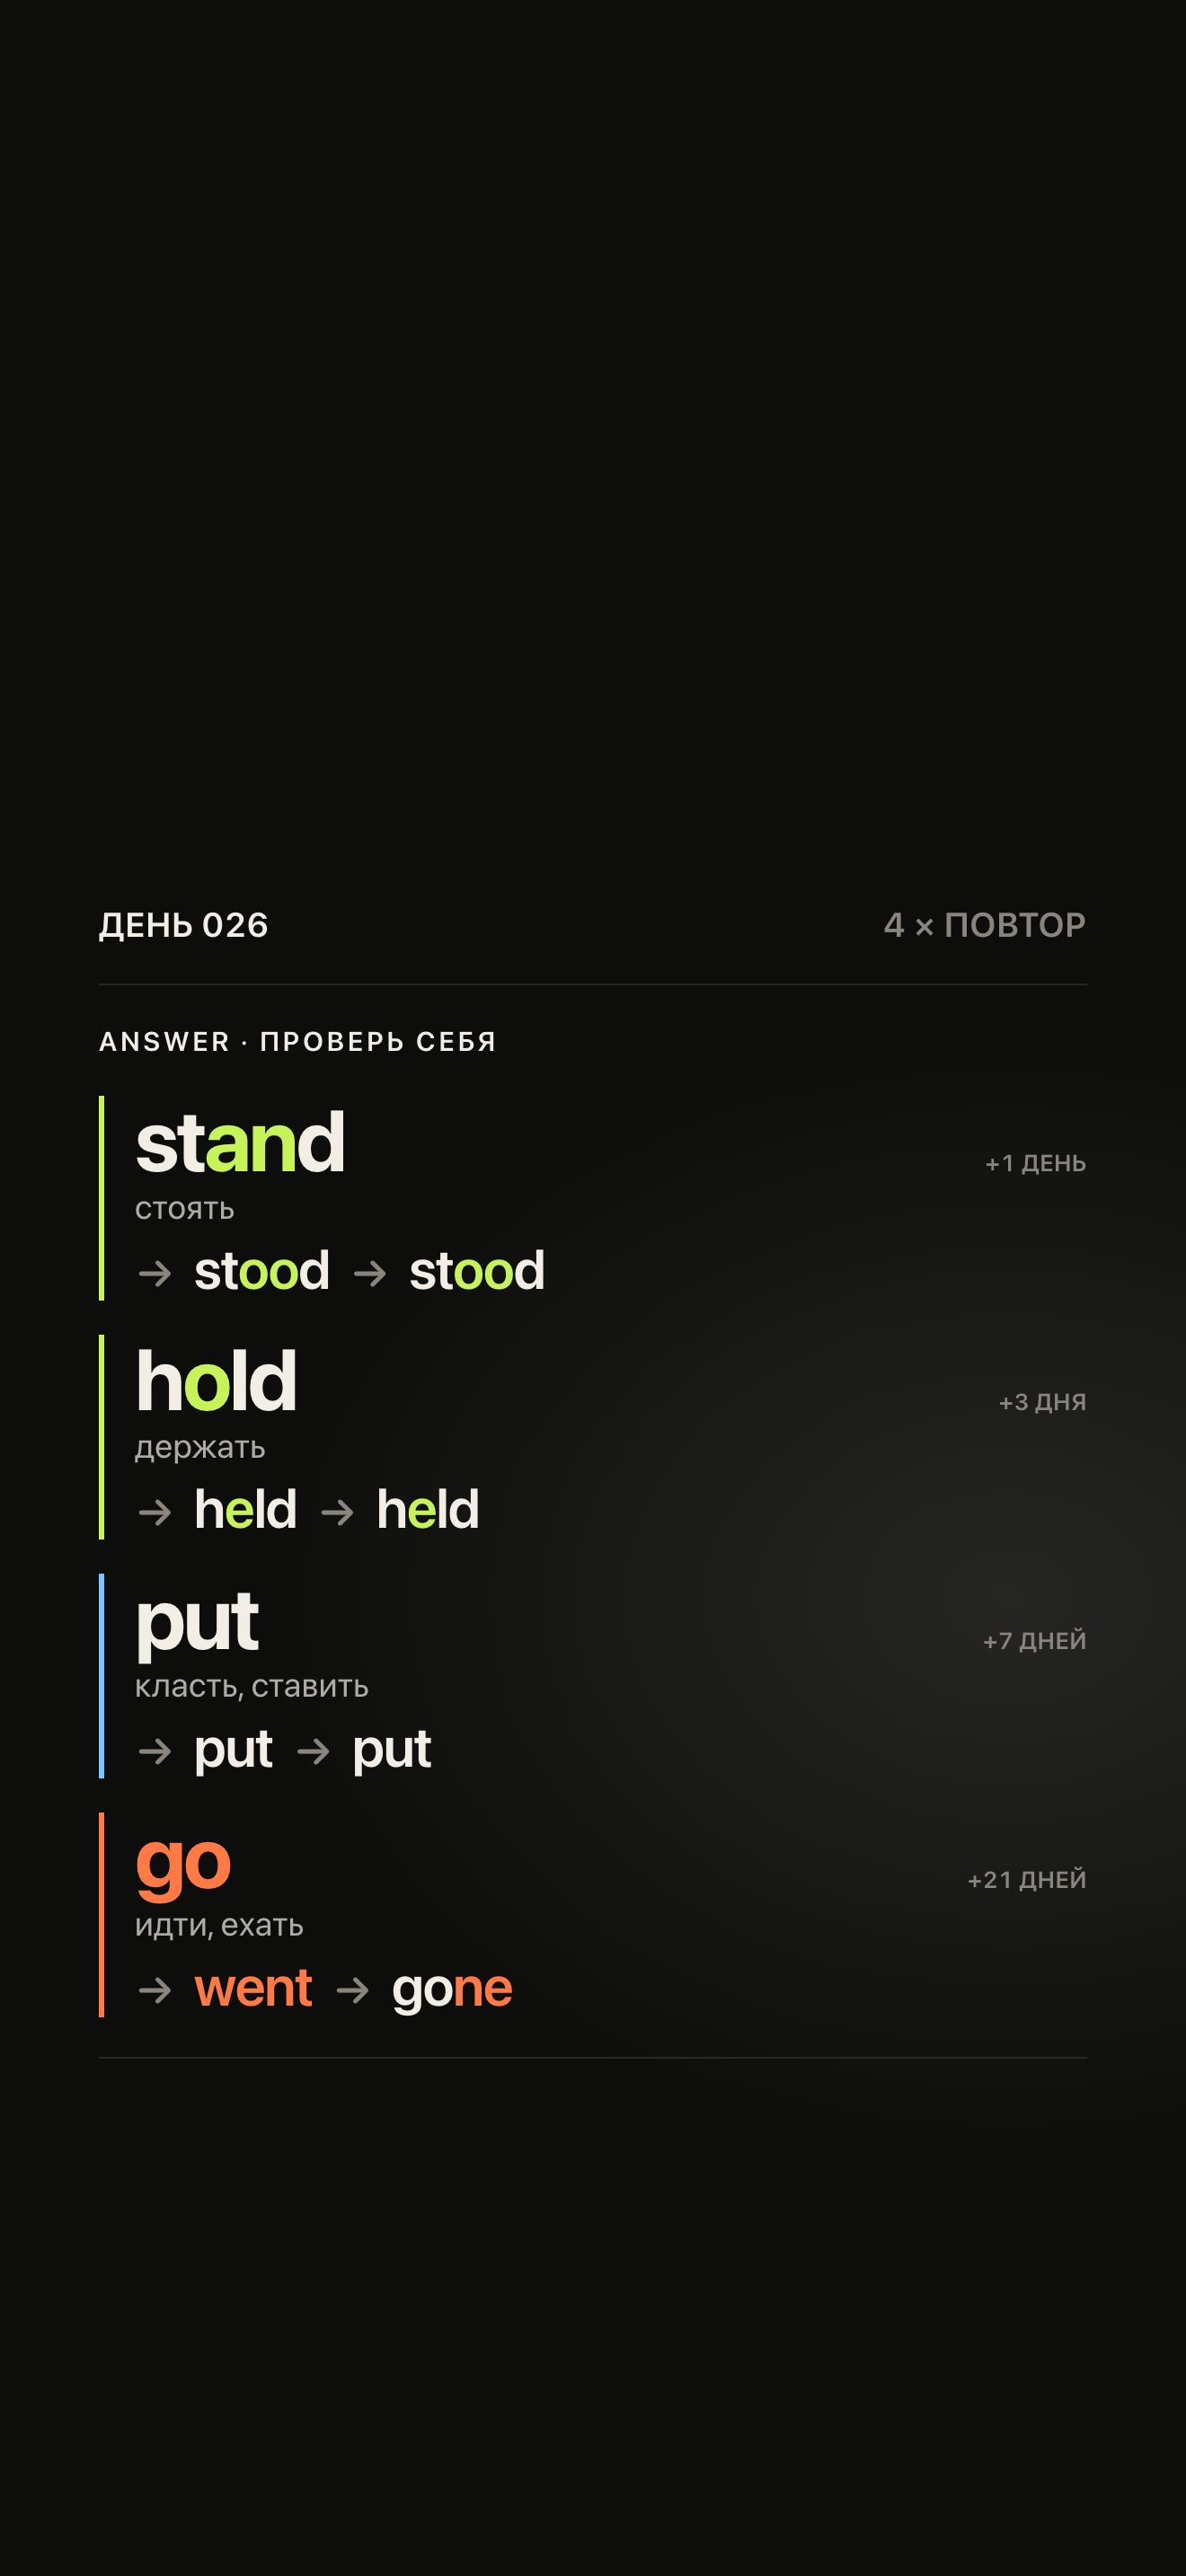 ДЕНЬ 026
4 × ПОВТОР
ANSWER · ПРОВЕРЬ СЕБЯ
stand
+1 ДЕНЬ
стоять
→ stood → stood
hold
+3 ДНЯ
держать
→ held → held
put
+7 ДНЕЙ
класть, ставить
→ put → put
go
+21 ДНЕЙ
идти, ехать
→ went → gone